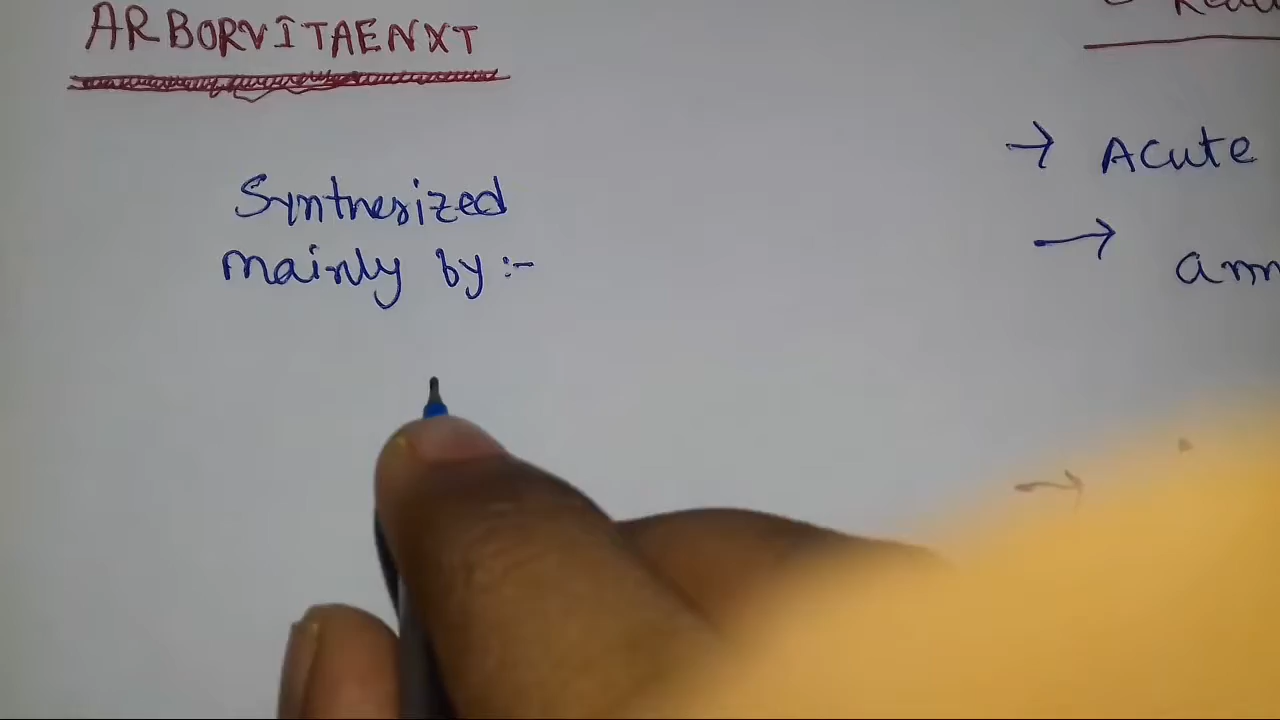 ARBORVITAENXT
Synthesized
mainly by :-
→ Acute
→
→